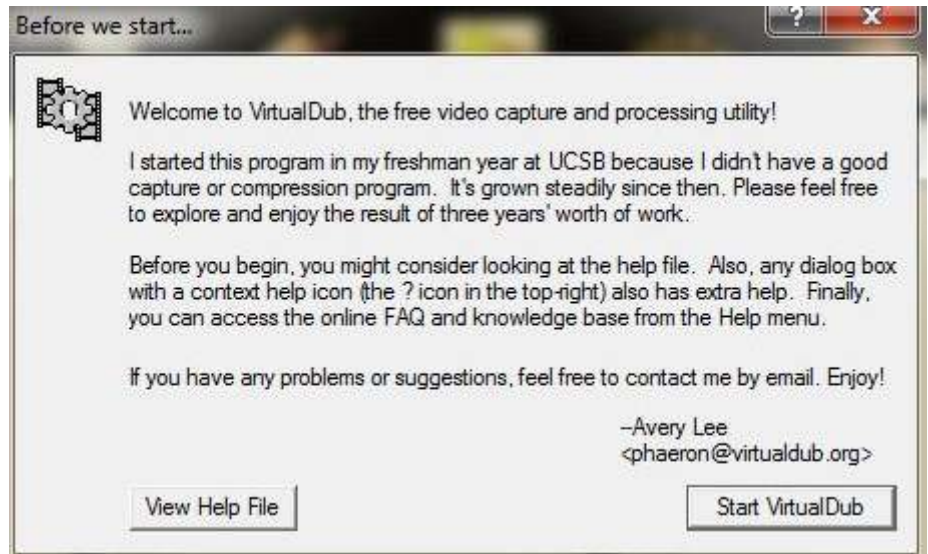 Before we start...
?
Welcome to VirtualDub, the free video capture and processing utility!
I started this program in my freshman year at UCSB because I didn't have a good
capture or compression program.  It's grown steadily since then. Please feel free
to explore and enjoy the result of three years' worth of work.
Before you begin, you might consider looking at the help file.  Also, any dialog box
with a context help icon (the ? icon in the top-right) also has extra help.  Finally,
you can access the online FAQ and knowledge base from the Help menu.
If you have any problems or suggestions, feel free to contact me by email. Enjoy!
--Avery Lee
<phaeron@virtualdub.org>
View Help File
Start VirtualDub